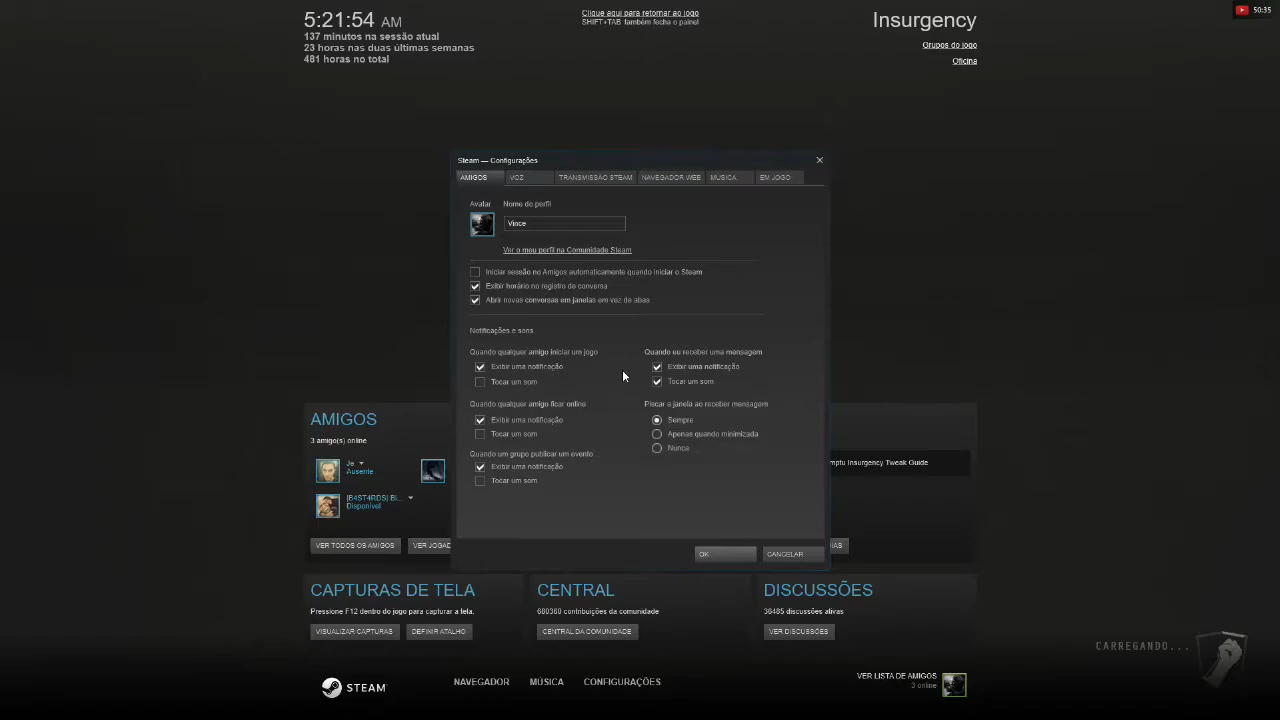 5:21:54 AM
137 minutos na sessão atual
23 horas nas duas últimas semanas
481 horas no total
Clique aqui para retornar ao jogo
SHIFT+TAB também fecha o painel
Insurgency
Grupos do jogo
Oficina
50:35
Steam — Configurações
AMIGOS VOZ TRANSMISSÃO STEAM NAVEGADOR WEB MÚSICA EM JOGO
Avatar Nome do perfil
Vince
Ver o meu perfil na Comunidade Steam
Iniciar sessão no Amigos automaticamente quando iniciar o Steam
Exibir horário no registro de conversa
Abrir novas conversas em janelas em vez de abas
Notificações e sons
Quando qualquer amigo iniciar um jogo
Exibir uma notificação
Tocar um som
Quando qualquer amigo ficar online
Exibir uma notificação
Tocar um som
Quando um grupo publicar um evento
Exibir uma notificação
Tocar um som
Quando eu receber uma mensagem
Exibir uma notificação
Tocar um som
Piscar a janela ao receber mensagem
Sempre
Apenas quando minimizada
Nunca
OK CANCELAR
AMIGOS
3 amigo(s) online
Je
Ausente
[B4ST4RDS] Bi...
Disponível
VER TODOS OS AMIGOS VER JOGAD
mptu Insurgency Tweak Guide
IAS
CAPTURAS DE TELA
Pressione F12 dentro do jogo para capturar a tela.
VISUALIZAR CAPTURAS DEFINIR ATALHO
CENTRAL
680360 contribuições da comunidade
CENTRAL DA COMUNIDADE
DISCUSSÕES
36485 discussões ativas
VER DISCUSSÕES
CARREGANDO...
STEAM
NAVEGADOR MÚSICA CONFIGURAÇÕES
VER LISTA DE AMIGOS
3 online